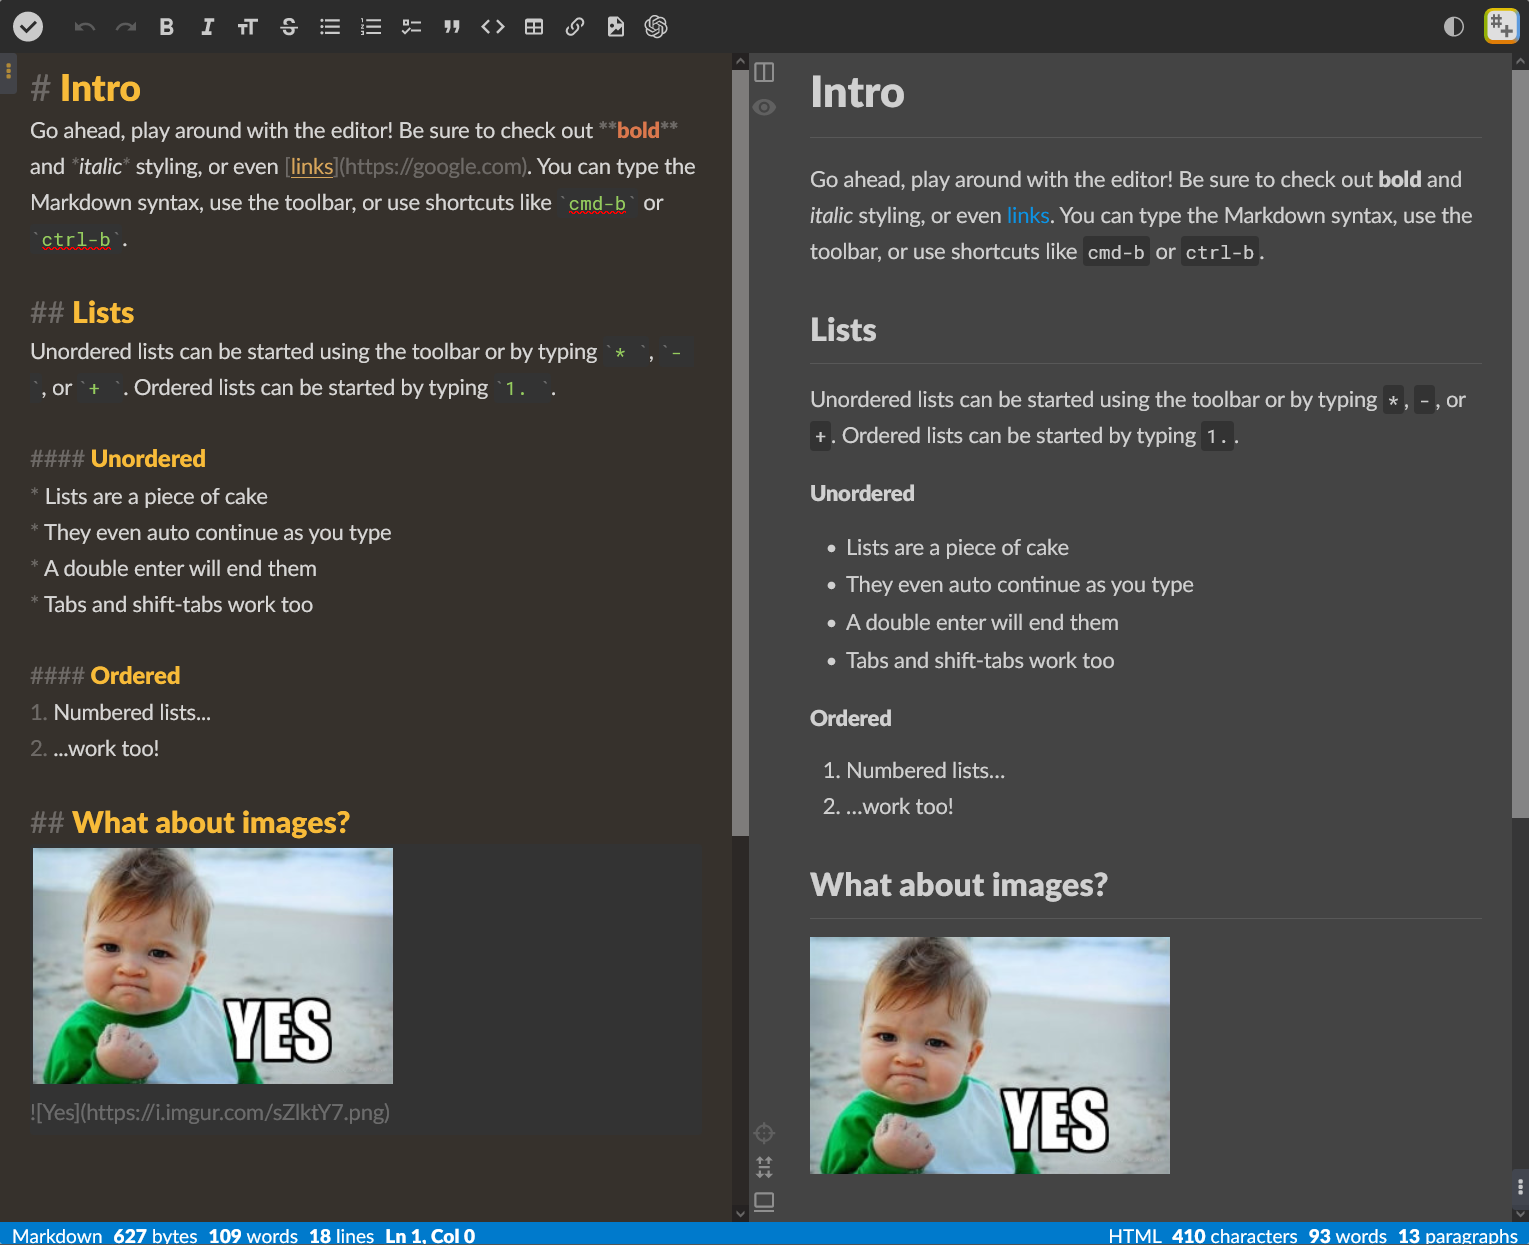 # Intro
Go ahead, play around with the editor! Be sure to check out **bold**
and *italic* styling, or even [links](https://google.com). You can type the
Markdown syntax, use the toolbar, or use shortcuts like `cmd-b` or
`ctrl-b`.
## Lists
Unordered lists can be started using the toolbar or by typing `* `, `-
`, or `+ `. Ordered lists can be started by typing `1. `.
#### Unordered
* Lists are a piece of cake
* They even auto continue as you type
* A double enter will end them
* Tabs and shift-tabs work too
#### Ordered
1. Numbered lists...
2. ...work too!
## What about images?
YES
![Yes](https://i.imgur.com/sZlktY7.png)
Markdown 627 bytes 109 words 18 lines Ln 1, Col 0
Intro
Go ahead, play around with the editor! Be sure to check out bold and
italic styling, or even links. You can type the Markdown syntax, use the
toolbar, or use shortcuts like cmd-b or ctrl-b.
Lists
Unordered lists can be started using the toolbar or by typing *, -, or
+. Ordered lists can be started by typing 1..
Unordered
• Lists are a piece of cake
• They even auto continue as you type
• A double enter will end them
• Tabs and shift-tabs work too
Ordered
1. Numbered lists…
2. …work too!
What about images?
YES
HTML 410 characters 93 words 13 paragraphs